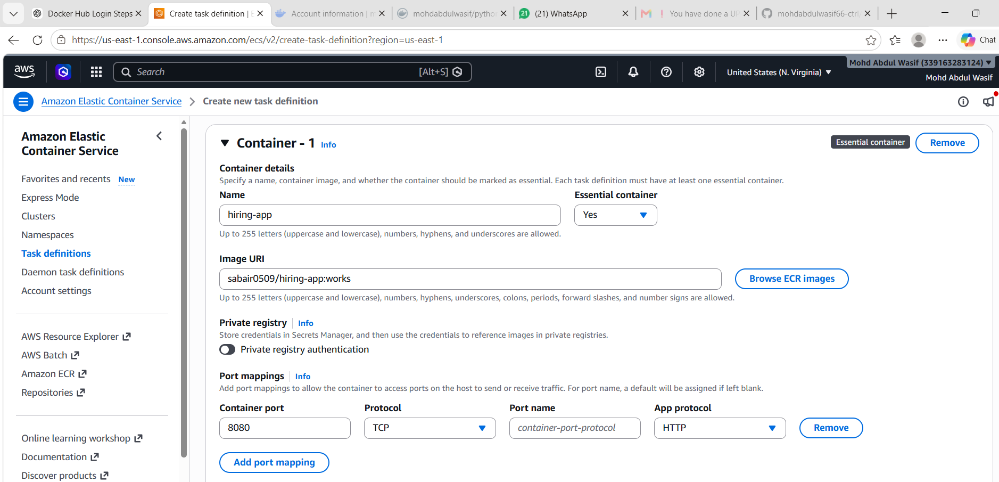 Docker Hub Login Steps
Create task definition | E
Account information | m
mohdabdulwasif/pytho
(21) WhatsApp
You have done a UP
mohdabdulwasif66-ctrl/
https://us-east-1.console.aws.amazon.com/ecs/v2/create-task-definition?region=us-east-1
Chat
aws
Search
[Alt+S]
United States (N. Virginia)
Mohd Abdul Wasif (339163283124)
Mohd Abdul Wasif
Amazon Elastic Container Service
Create new task definition
Amazon Elastic
Container Service
Favorites and recents New
Express Mode
Clusters
Namespaces
Task definitions
Daemon task definitions
Account settings
AWS Resource Explorer
AWS Batch
Amazon ECR
Repositories
Online learning workshop
Documentation
Discover products
Container - 1 Info
Essential container
Remove
Container details
Specify a name, container image, and whether the container should be marked as essential. Each task definition must have at least one essential container.
Name
Essential container
hiring-app
Yes
Up to 255 letters (uppercase and lowercase), numbers, hyphens, and underscores are allowed.
Image URI
sabair0509/hiring-app:works
Browse ECR images
Up to 255 letters (uppercase and lowercase), numbers, hyphens, underscores, colons, periods, forward slashes, and number signs are allowed.
Private registry Info
Store credentials in Secrets Manager, and then use the credentials to reference images in private registries.
Private registry authentication
Port mappings Info
Add port mappings to allow the container to access ports on the host to send or receive traffic. For port name, a default will be assigned if left blank.
Container port
Protocol
Port name
App protocol
8080
TCP
container-port-protocol
HTTP
Remove
Add port mapping